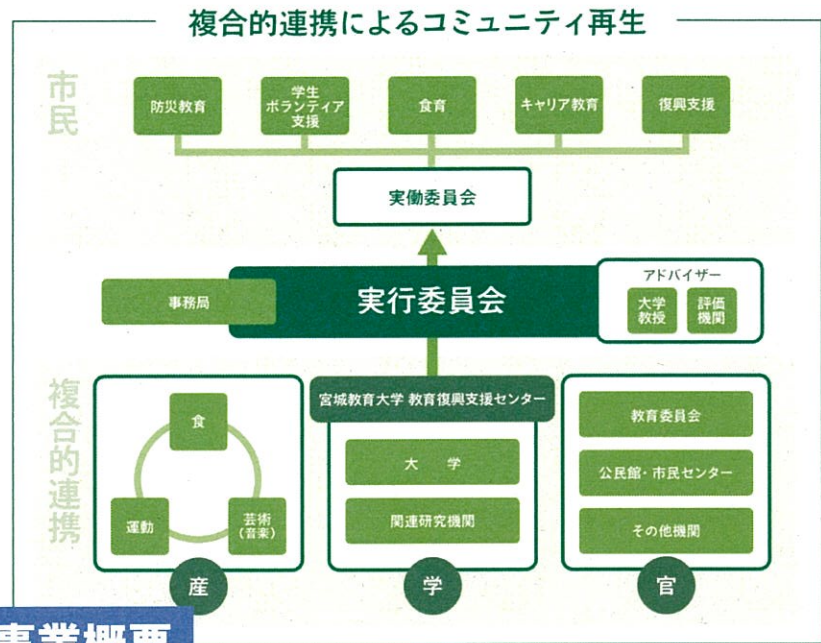 複合的連携によるコミュニティ再生
市民
防災教育
学生
ボランティア
支援
食育
キャリア教育
復興支援
実働委員会
事務局
実行委員会
アドバイザー
大学
教授
評価
機関
複合的連携
食
運動
芸術
(音楽)
産
宮城教育大学 教育復興支援センター
大学
関連研究機関
学
教育委員会
公民館・市民センター
その他機関
官
事業概要